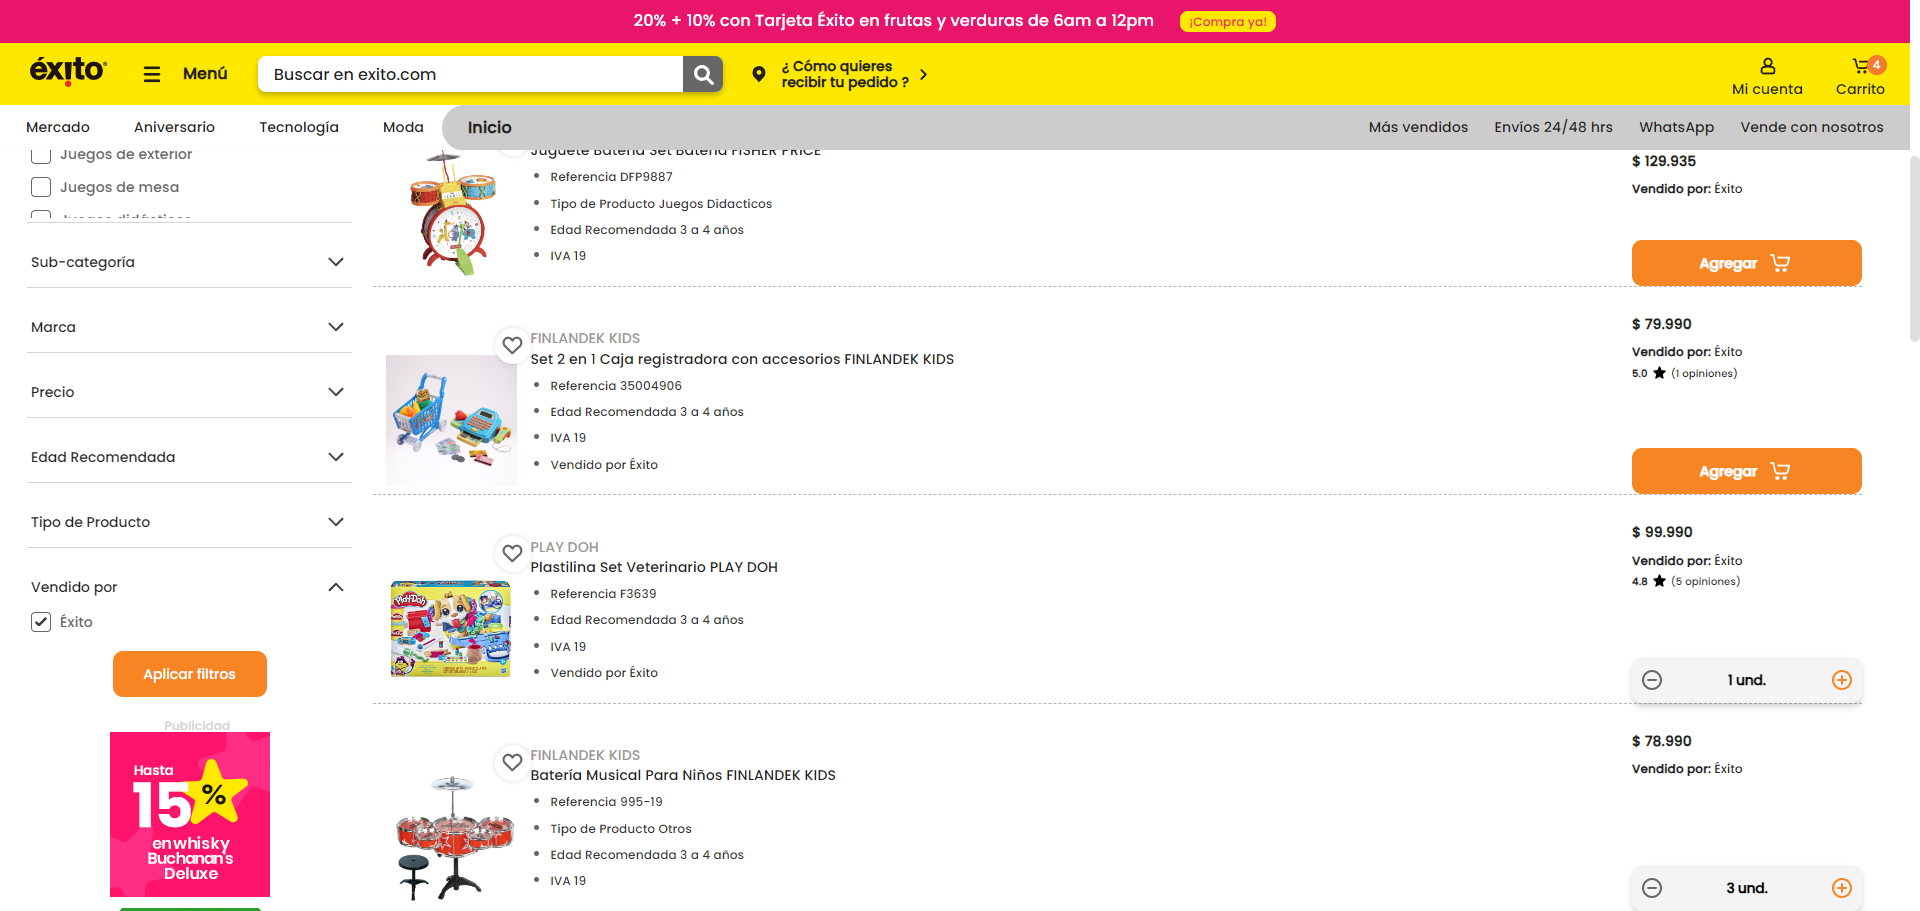 20% + 10% con Tarjeta Éxito en frutas y verduras de 6am a 12pm
¡Compra ya!
éxito
Menú
Buscar en exito.com
¿ Cómo quieres
recibir tu pedido ?
Mi cuenta
4
Carrito
Mercado
Aniversario
Tecnología
Moda
Inicio
Más vendidos
Envíos 24/48 hrs
WhatsApp
Vende con nosotros
Juegos de exterior
Juegos de mesa
Juegos didácticos
Sub-categoría
Marca
Precio
Edad Recomendada
Tipo de Producto
Vendido por
Éxito
Aplicar filtros
Publicidad
Hasta
15%
en whisky
Buchanan's
Deluxe
Juguete Batería Set Batería FISHER PRICE
Referencia DFP9887
Tipo de Producto Juegos Didacticos
Edad Recomendada 3 a 4 años
IVA 19
$ 129.935
Vendido por: Éxito
Agregar
FINLANDEK KIDS
Set 2 en 1 Caja registradora con accesorios FINLANDEK KIDS
Referencia 35004906
Edad Recomendada 3 a 4 años
IVA 19
Vendido por Éxito
$ 79.990
Vendido por: Éxito
5.0 (1 opiniones)
Agregar
PLAY DOH
Plastilina Set Veterinario PLAY DOH
Referencia F3639
Edad Recomendada 3 a 4 años
IVA 19
Vendido por Éxito
Play-Doh
$ 99.990
Vendido por: Éxito
4.8 (5 opiniones)
1 und.
FINLANDEK KIDS
Batería Musical Para Niños FINLANDEK KIDS
Referencia 995-19
Tipo de Producto Otros
Edad Recomendada 3 a 4 años
IVA 19
$ 78.990
Vendido por: Éxito
3 und.